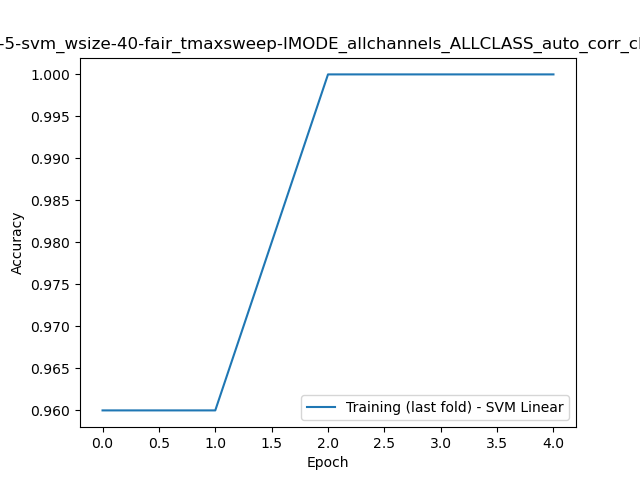 -5-svm_wsize-40-fair_tmaxsweep-IMODE_allchannels_ALLCLASS_auto_corr_cl
1.000
0.995
0.990
0.985
0.980
0.975
0.970
0.965
0.960
Accuracy
Training (last fold) - SVM Linear
0.0 0.5 1.0 1.5 2.0 2.5 3.0 3.5 4.0
Epoch